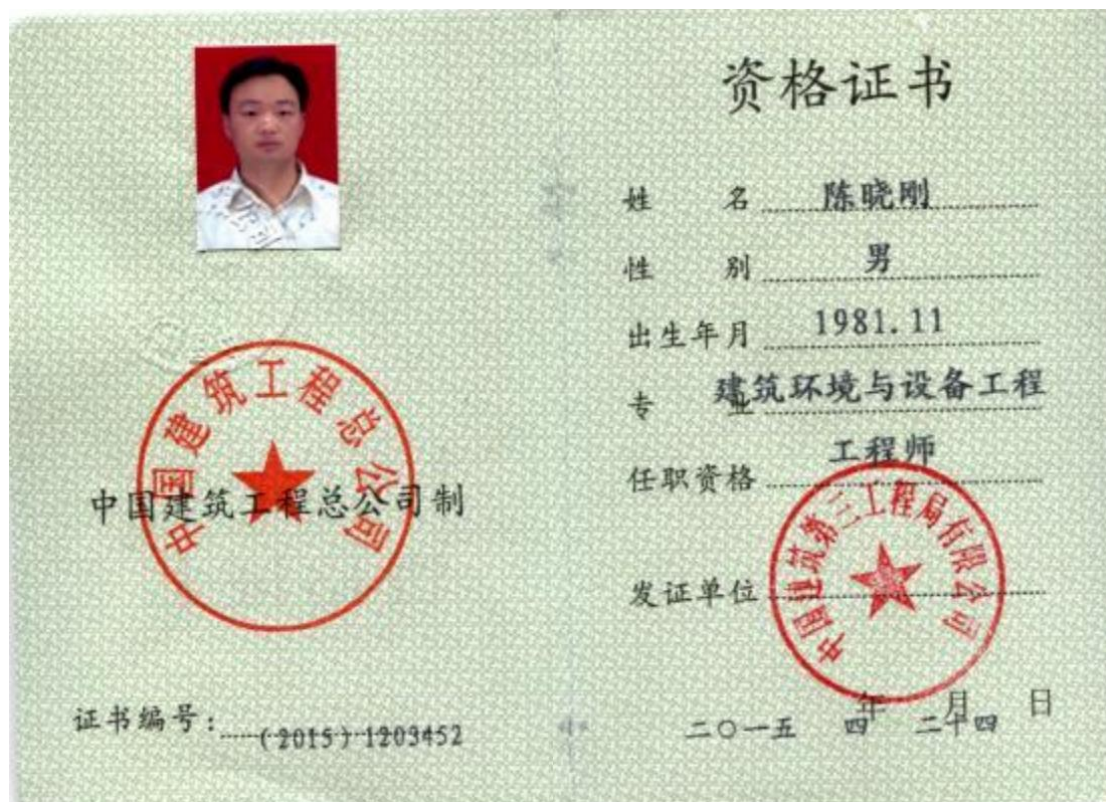 中国建筑工程总公司
中国建筑工程总公司制
证书编号：(2015)1203452
资格证书
姓 名 陈晓刚
性 别 男
出生年月 1981.11
专 业 建筑环境与设备工程
任职资格 工程师
发证单位
中国建筑第三工程局有限公司
年 月 日
二〇一五 四 二十四